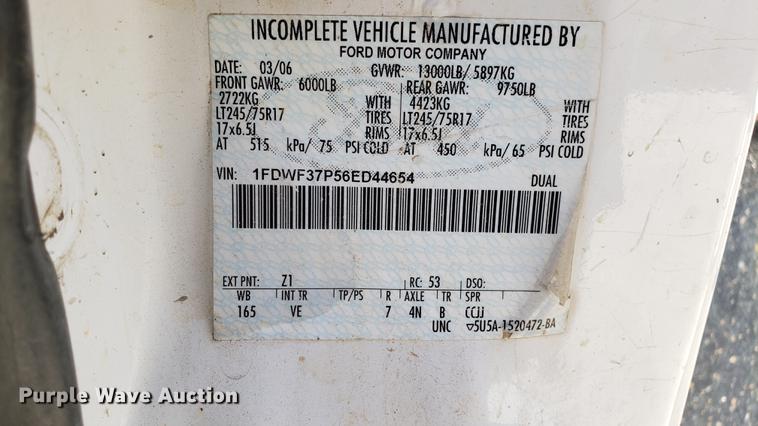 INCOMPLETE VEHICLE MANUFACTURED BY
FORD MOTOR COMPANY
DATE: 03/06 GVWR: 13000LB/ 5897KG
FRONT GAWR: 6000LB REAR GAWR: 9750LB
2722KG WITH 4423KG WITH
LT245/75R17 TIRES LT245/75R17 TIRES
17x6.5J RIMS 17x6.5J RIMS
AT 515 kPa/ 75 PSI COLD AT 450 kPa/ 65 PSI COLD
VIN: 1FDWF37P56ED44654 DUAL
EXT PNT: Z1 RC: 53 DSO:
WB INT TR TP/PS R AXLE TR SPR
165 VE 7 4N B CCJJ
UNC ▽5U5A-1520472-BA
Purple Wave Auction